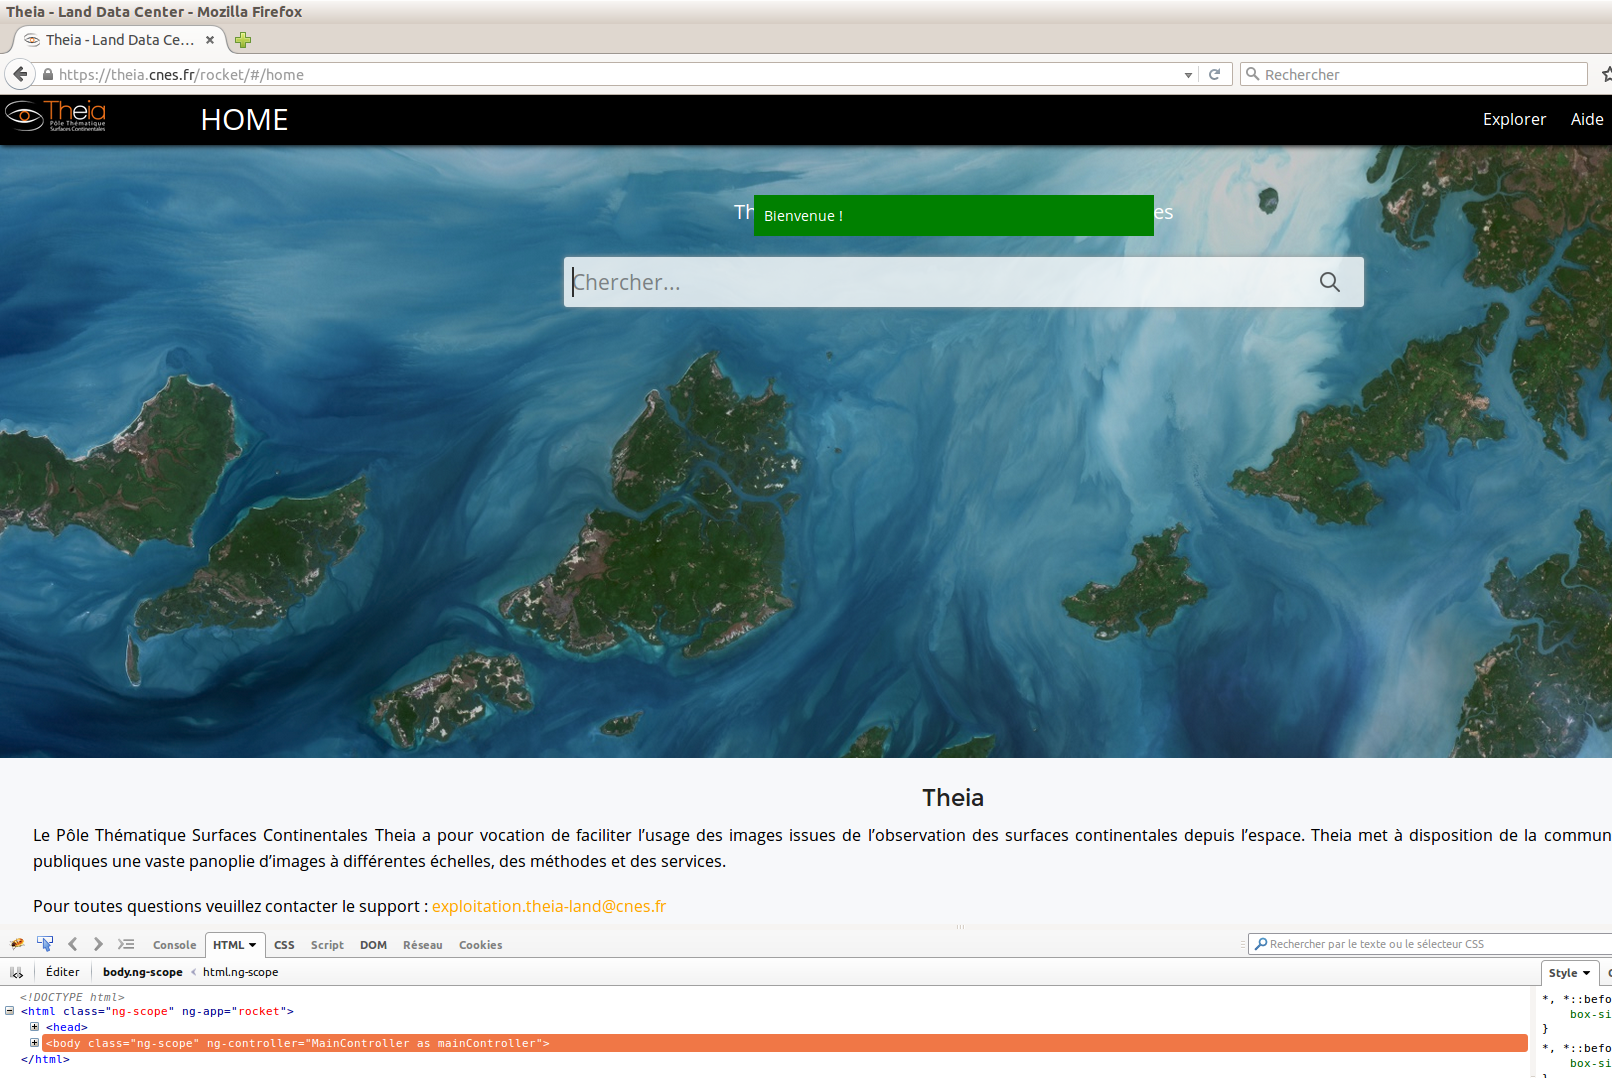 Theia - Land Data Center - Mozilla Firefox
Theia - Land Data Ce...
https://theia.cnes.fr/rocket/#/home
Rechercher
Theia
Pôle Thématique
Surfaces Continentales
HOME
Explorer
Aide
Th
Bienvenue !
es
Chercher...
Theia
Le Pôle Thématique Surfaces Continentales Theia a pour vocation de faciliter l’usage des images issues de l’observation des surfaces continentales depuis l’espace. Theia met à disposition de la commun
publiques une vaste panoplie d’images à différentes échelles, des méthodes et des services.
Pour toutes questions veuillez contacter le support : exploitation.theia-land@cnes.fr
Console HTML CSS Script DOM Réseau Cookies
Rechercher par le texte ou le sélecteur CSS
Éditer body.ng-scope < html.ng-scope
Style
<!DOCTYPE html>
<html class="ng-scope" ng-app="rocket">
<head>
<body class="ng-scope" ng-controller="MainController as mainController">
</html>
*, *::befo
box-si
}
*, *::befo
box-si
}